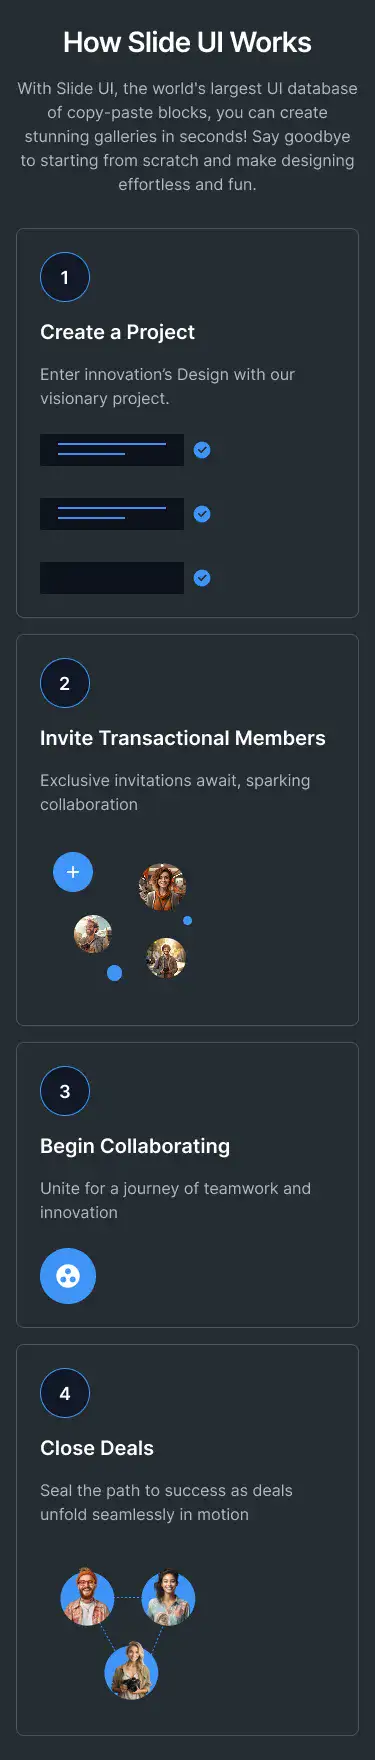 How Slide UI Works
With Slide UI, the world's largest UI database
of copy-paste blocks, you can create
stunning galleries in seconds! Say goodbye
to starting from scratch and make designing
effortless and fun.
1
Create a Project
Enter innovation’s Design with our
visionary project.
2
Invite Transactional Members
Exclusive invitations await, sparking
collaboration
3
Begin Collaborating
Unite for a journey of teamwork and
innovation
4
Close Deals
Seal the path to success as deals
unfold seamlessly in motion